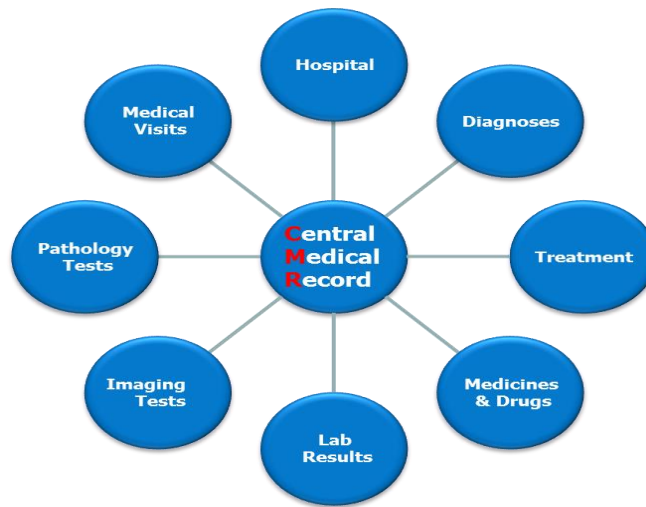 Hospital
Medical
Visits
Diagnoses
Pathology
Tests
Central
Medical
Record
Treatment
Imaging
Tests
Medicines
& Drugs
Lab
Results